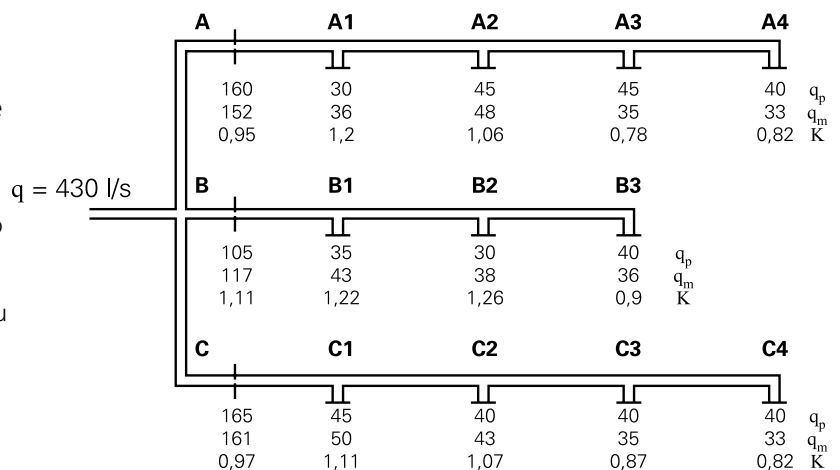 A A1 A2 A3 A4
160 30 45 45 40 qp
152 36 48 35 33 qm
0,95 1,2 1,06 0,78 0,82 K
q = 430 l/s
B B1 B2 B3
105 35 30 40 qp
117 43 38 36 qm
1,11 1,22 1,26 0,9 K
C C1 C2 C3 C4
165 45 40 40 40 qp
161 50 43 35 33 qm
0,97 1,11 1,07 0,87 0,82 K